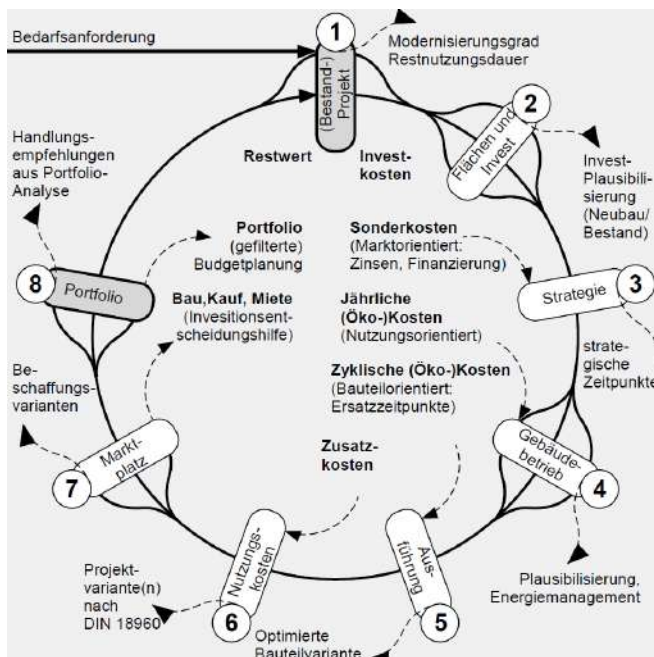 Bedarfsanforderung
1
(Bestand-)
Projekt
Modernisierungsgrad
Restnutzungsdauer
2
Flächen und
Invest
Handlungs-
empfehlungen
aus Portfolio-
Analyse
Restwert
Invest-
kosten
Invest-
Plausibili-
sierung
(Neubau/
Bestand)
Portfolio
(gefilterte)
Budgetplanung
Sonderkosten
(Marktorientiert:
Zinsen, Finanzierung)
8
Portfolio
Strategie
3
Bau,Kauf, Miete
(Invesitionsent-
scheidungshilfe)
Jährliche
(Öko-)Kosten
(Nutzungsorientiert)
strate-
gische
Zeitpunkte
Be-
schaffungs-
varianten
Zyklische (Öko-)Kosten
(Bauteilorientiert:
Ersatzzeitpunkte)
7
Markt-
platz
Zusatz-
kosten
Gebäude-
betrieb
4
Projekt-
variante(n)
nach
DIN 18960
Nutzungs-
kosten
6
Aus-
führung
5
Plausibilisierung,
Energiemanagement
Optimierte
Bauteilvariante